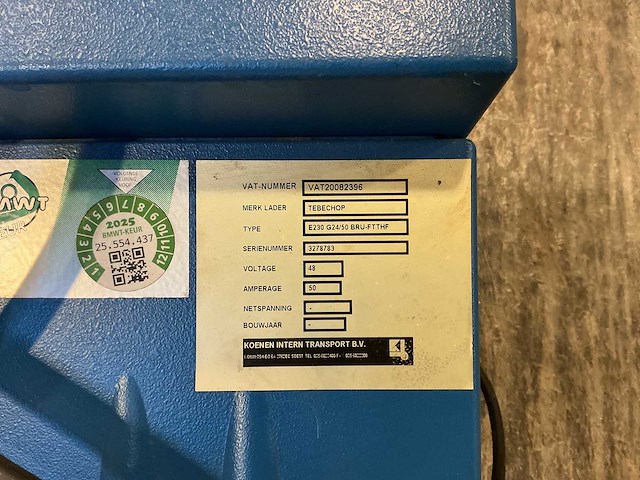 VOLGENDE
KEURING
VOOR
MWT
1 2 3 4 5 6 7 8 9 10 11 12
2025
BMWT-KEUR
25.554.437
VAT-NUMMER VAT20082396
MERK LADER TEBECHOP
TYPE E230 G24/50 BRU-FTTHF
SERIENUMMER 3278783
VOLTAGE 48
AMPERAGE 50
NETSPANNING -
BOUWJAAR -
KOENEN INTERN TRANSPORT B.V.